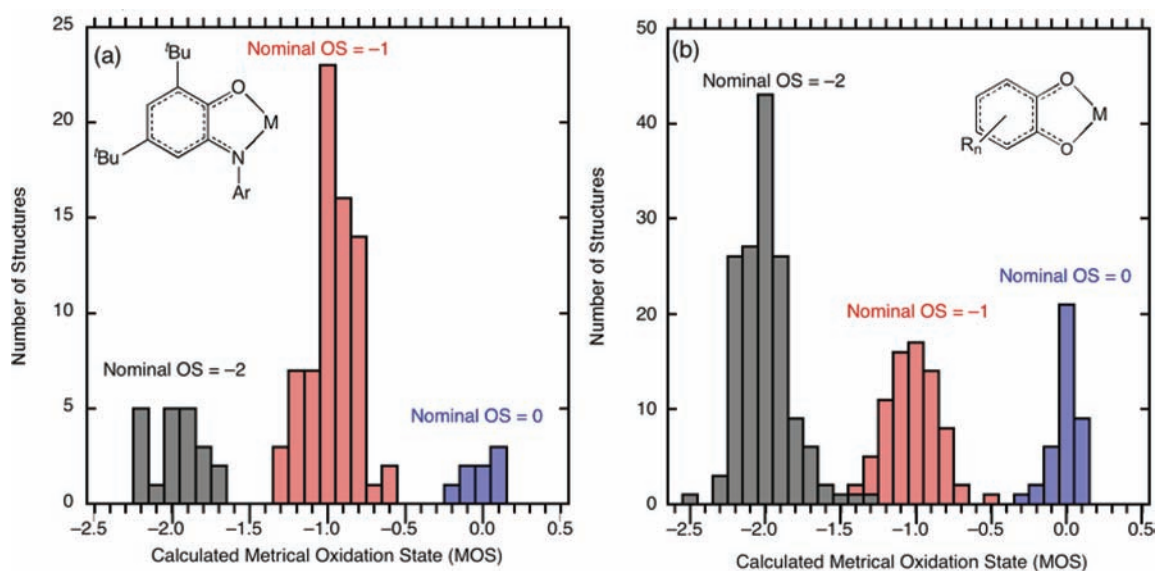 (a)
tBu
O
M
N
tBu
Ar
Nominal OS = –1
Nominal OS = –2
Nominal OS = 0
25
20
15
10
5
0
Number of Structures
–2.5 –2.0 –1.5 –1.0 –0.5 0.0 0.5
Calculated Metrical Oxidation State (MOS)
(b)
Nominal OS = –2
O
M
O
Rn
Nominal OS = 0
Nominal OS = –1
50
40
30
20
10
0
Number of Structures
–2.5 –2.0 –1.5 –1.0 –0.5 0.0 0.5
Calculated Metrical Oxidation State (MOS)